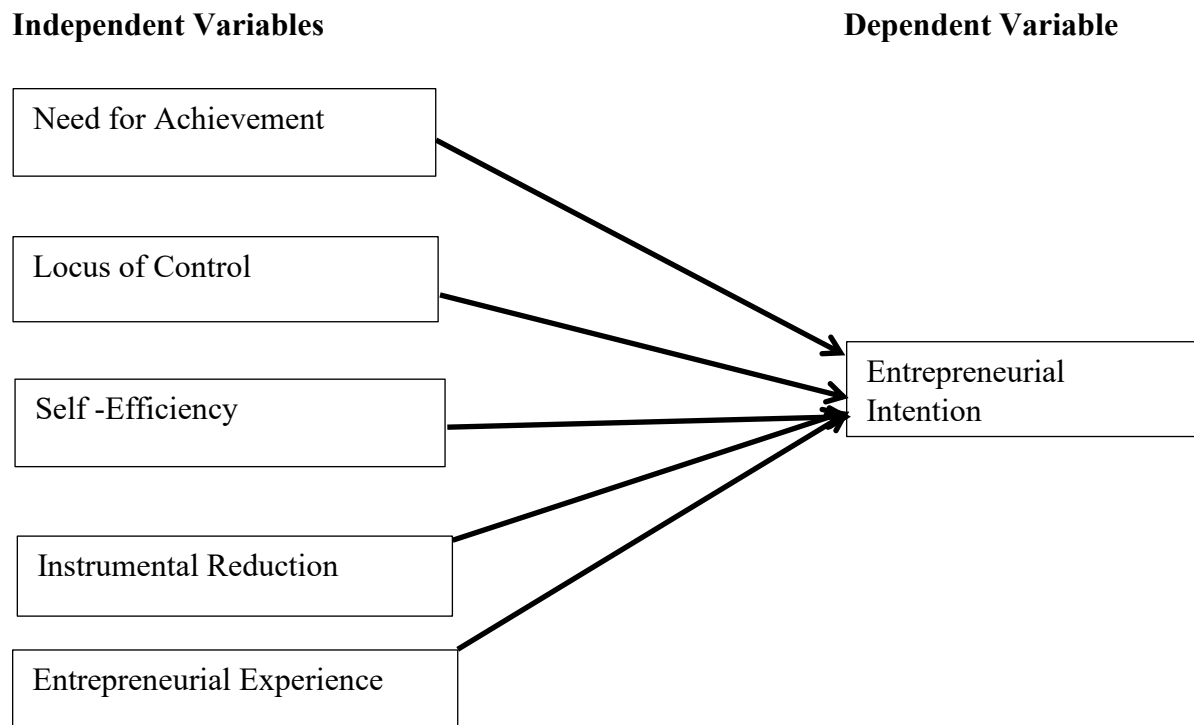 Independent Variables
Dependent Variable
Need for Achievement
Locus of Control
Self -Efficiency
Instrumental Reduction
Entrepreneurial Experience
Entrepreneurial
Intention